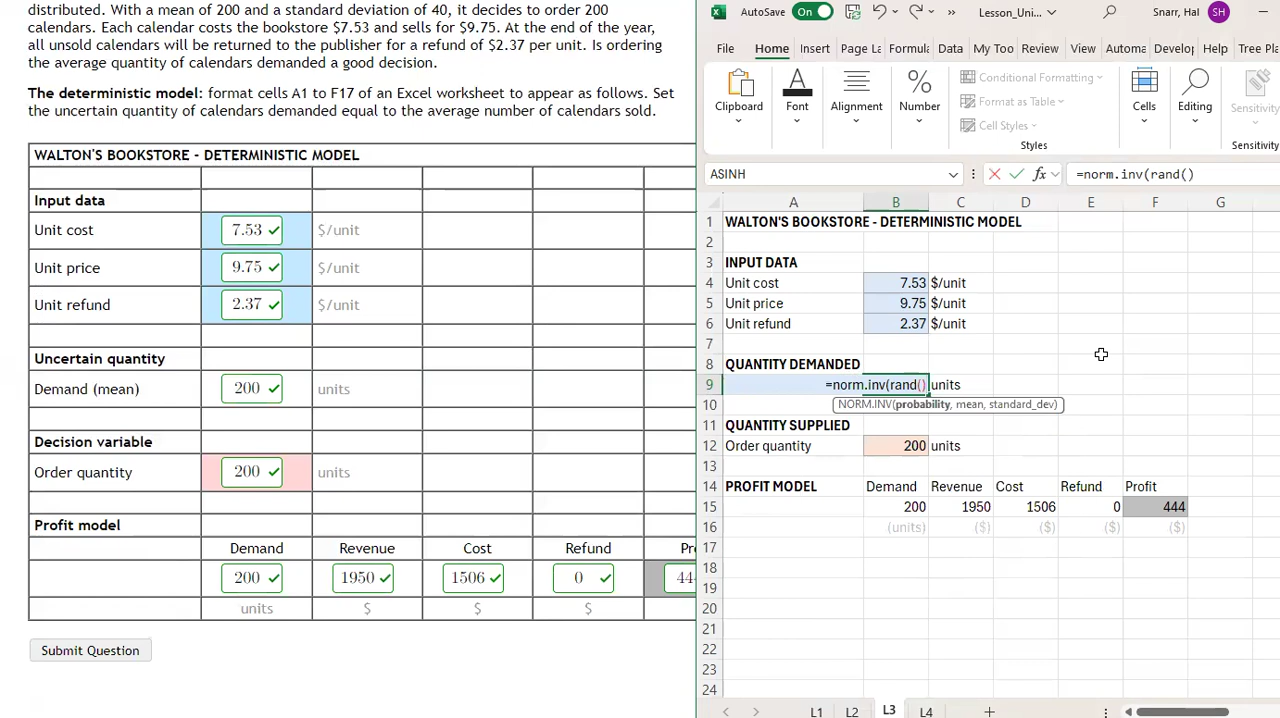 distributed. With a mean of 200 and a standard deviation of 40, it decides to order 200
calendars. Each calendar costs the bookstore $7.53 and sells for $9.75. At the end of the year,
all unsold calendars will be returned to the publisher for a refund of $2.37 per unit. Is ordering
the average quantity of calendars demanded a good decision.
The deterministic model: format cells A1 to F17 of an Excel worksheet to appear as follows. Set
the uncertain quantity of calendars demanded equal to the average number of calendars sold.
WALTON'S BOOKSTORE - DETERMINISTIC MODEL
Input data
Unit cost 7.53 $/unit
Unit price 9.75 $/unit
Unit refund 2.37 $/unit
Uncertain quantity
Demand (mean) 200 units
Decision variable
Order quantity 200 units
Profit model
Demand Revenue Cost Refund Pr
200 1950 1506 0 44
units $ $ $
Submit Question
AutoSave On Lesson_Uni... Snarr, Hal SH
File Home Insert Page La Formula Data My Too Review View Automa Develop Help Tree Pla
Clipboard Font Alignment Number Conditional Formatting Format as Table Cell Styles Cells Editing Sensitivity
Styles Sensitivity
ASINH fx =norm.inv(rand()
A B C D E F G
1 WALTON'S BOOKSTORE - DETERMINISTIC MODEL
2
3 INPUT DATA
4 Unit cost 7.53 $/unit
5 Unit price 9.75 $/unit
6 Unit refund 2.37 $/unit
7
8 QUANTITY DEMANDED
9 =norm.inv(rand() units
10 NORM.INV(probability, mean, standard_dev)
11 QUANTITY SUPPLIED
12 Order quantity 200 units
13
14 PROFIT MODEL Demand Revenue Cost Refund Profit
15 200 1950 1506 0 444
16 (units) ($) ($) ($) ($)
17
18
19
20
21
22
23
24
L1 L2 L3 L4